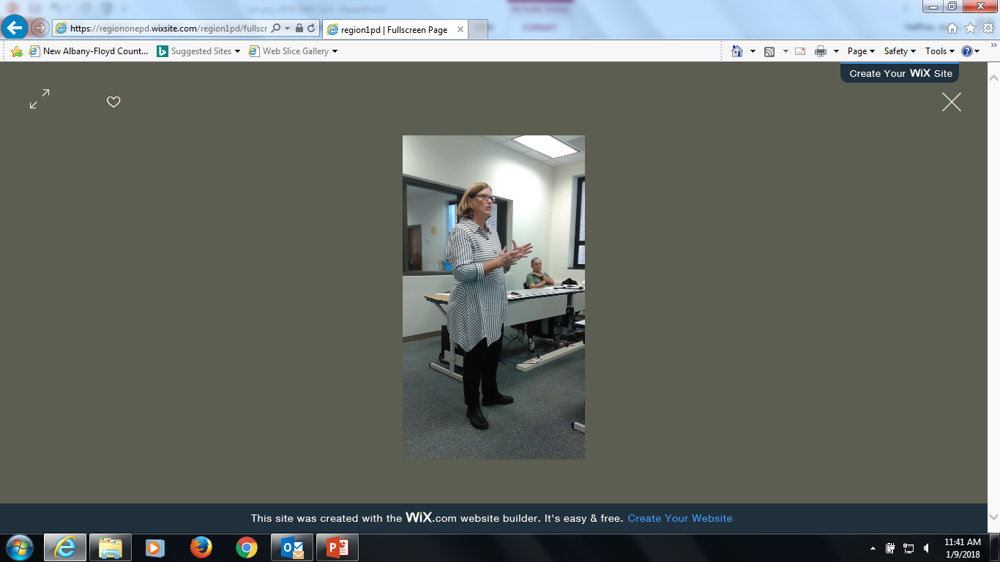 https://regiononepd.wixsite.com/region1pd/fullscr
region1pd | Fullscreen Page
New Albany-Floyd Count...
Suggested Sites
Web Slice Gallery
Page
Safety
Tools
Create Your WiX Site
This site was created with the WiX.com website builder. It's easy & free. Create Your Website
11:41 AM
1/9/2018